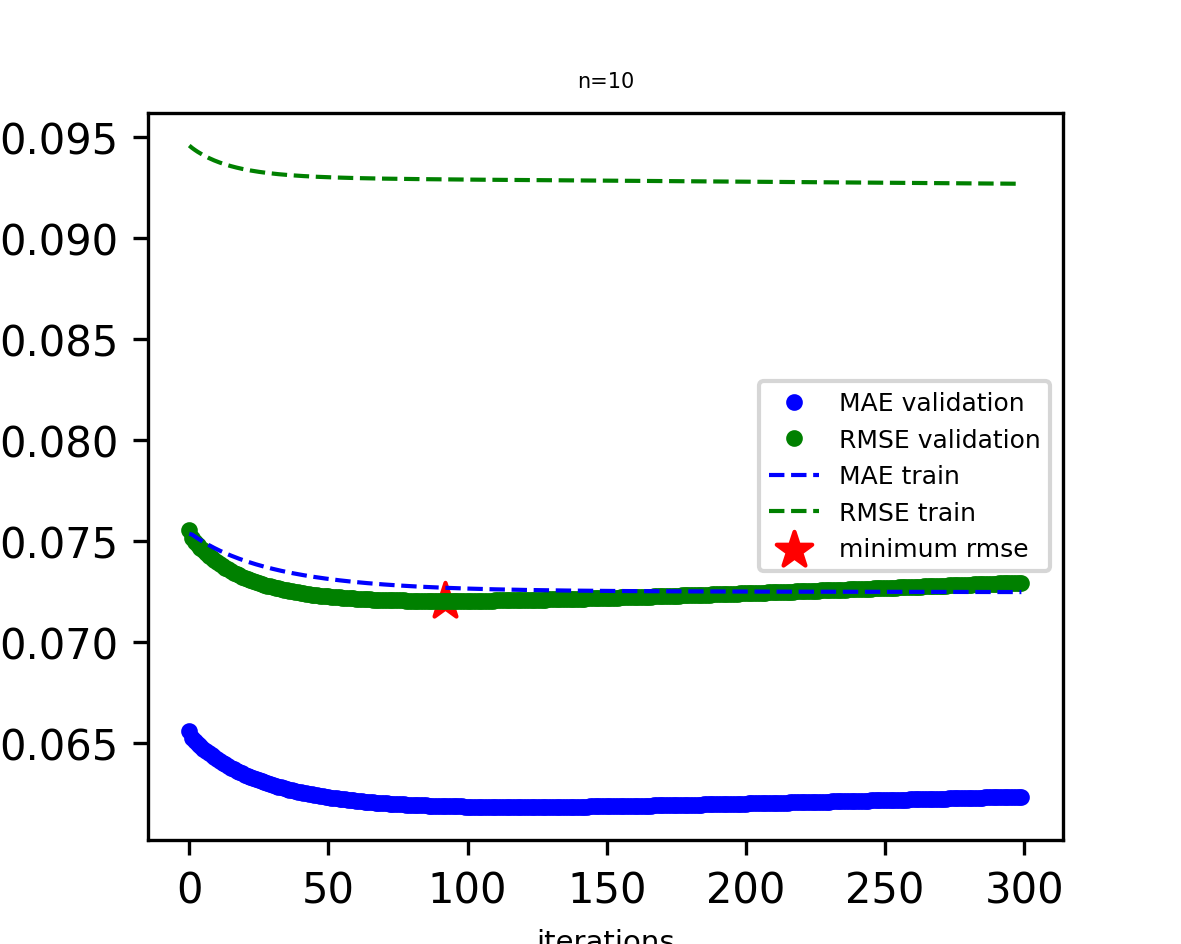 n=10
0.095
0.090
0.085
0.080
0.075
0.070
0.065
MAE validation
RMSE validation
MAE train
RMSE train
minimum rmse
0 50 100 150 200 250 300
iterations